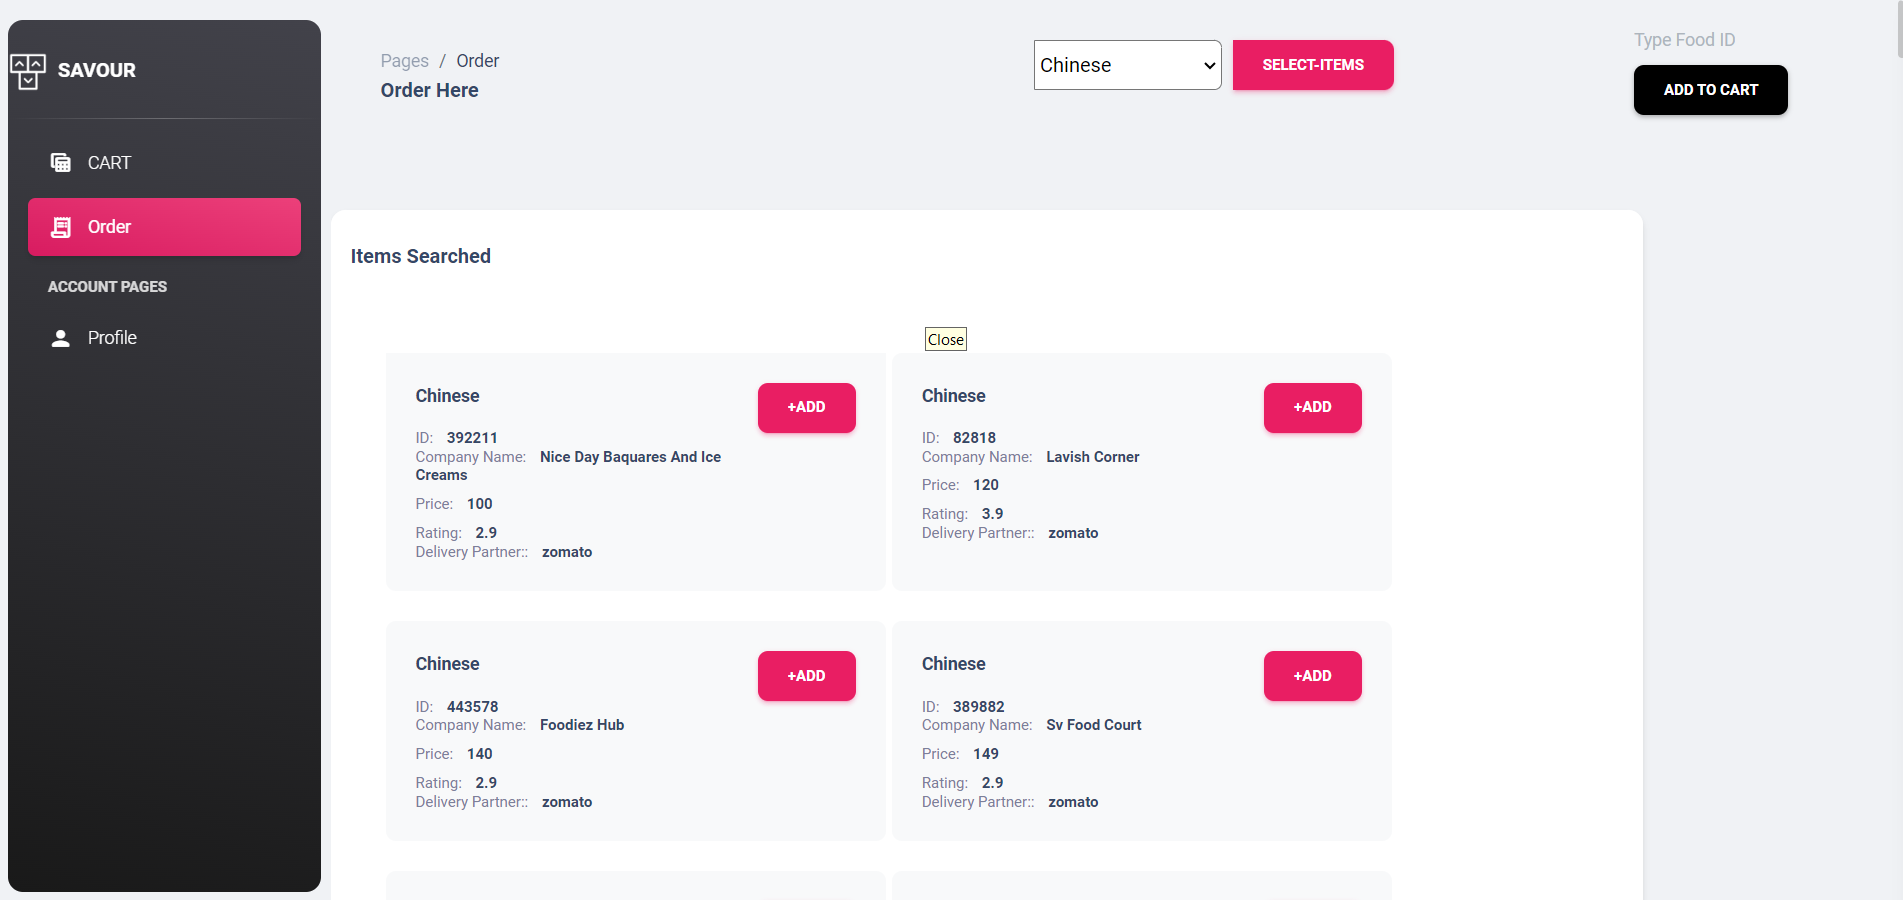 SAVOUR
CART
Order
ACCOUNT PAGES
Profile
Pages / Order
Order Here
Chinese
SELECT-ITEMS
Type Food ID
ADD TO CART
Items Searched
Close
Chinese
+ADD
ID: 392211
Company Name: Nice Day Baquares And Ice
Creams
Price: 100
Rating: 2.9
Delivery Partner:: zomato
Chinese
+ADD
ID: 82818
Company Name: Lavish Corner
Price: 120
Rating: 3.9
Delivery Partner:: zomato
Chinese
+ADD
ID: 443578
Company Name: Foodiez Hub
Price: 140
Rating: 2.9
Delivery Partner:: zomato
Chinese
+ADD
ID: 389882
Company Name: Sv Food Court
Price: 149
Rating: 2.9
Delivery Partner:: zomato